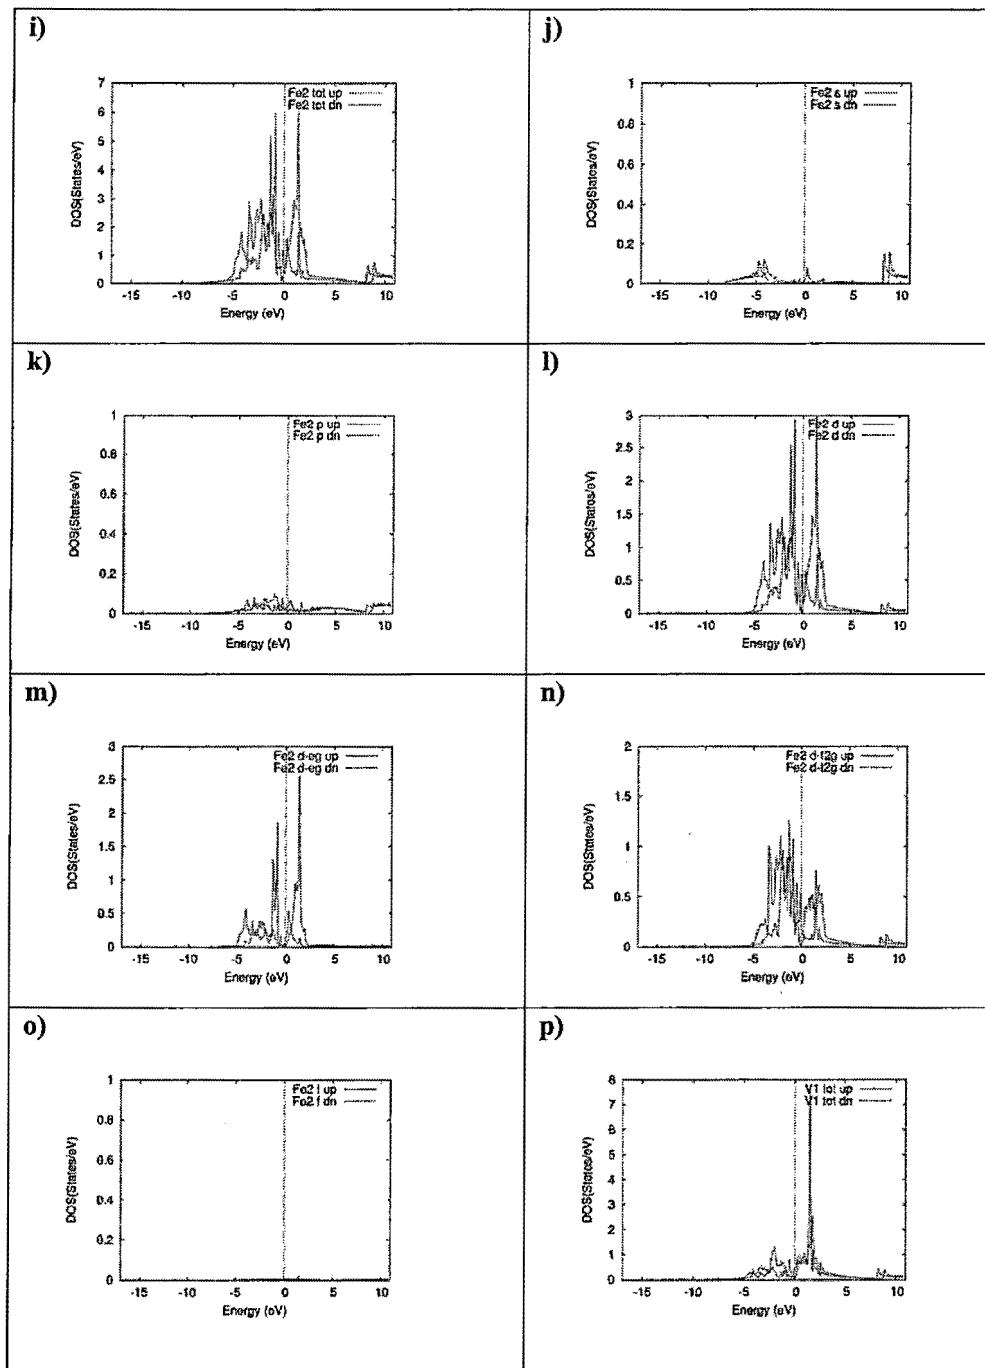 i)
7
6
5
4
3
2
1
0
-15 -10 -5 0 5 10
DOS(States/eV)
Energy (eV)
Fe2 tot up
Fe2 tot dn
j)
1
0.8
0.6
0.4
0.2
0
-15 -10 -5 0 5 10
DOS(States/eV)
Energy (eV)
Fe2 s up
Fe2 s dn
k)
1
0.8
0.6
0.4
0.2
0
-15 -10 -5 0 5 10
DOS(States/eV)
Energy (eV)
Fe2 p up
Fe2 p dn
l)
3
2.5
2
1.5
1
0.5
0
-15 -10 -5 0 5 10
DOS(States/eV)
Energy (eV)
Fe2 d up
Fe2 d dn
m)
3
2.5
2
1.5
1
0.5
0
-15 -10 -5 0 5 10
DOS(States/eV)
Energy (eV)
Fe2 d-eg up
Fe2 d-eg dn
n)
2
1.5
1
0.5
0
-15 -10 -5 0 5 10
DOS(States/eV)
Energy (eV)
Fe2 d-t2g up
Fe2 d-t2g dn
o)
1
0.8
0.6
0.4
0.2
0
-15 -10 -5 0 5 10
DOS(States/eV)
Energy (eV)
Fe2 f up
Fe2 f dn
p)
8
7
6
5
4
3
2
1
0
-15 -10 -5 0 5 10
DOS(States/eV)
Energy (eV)
V1 tot up
V1 tot dn